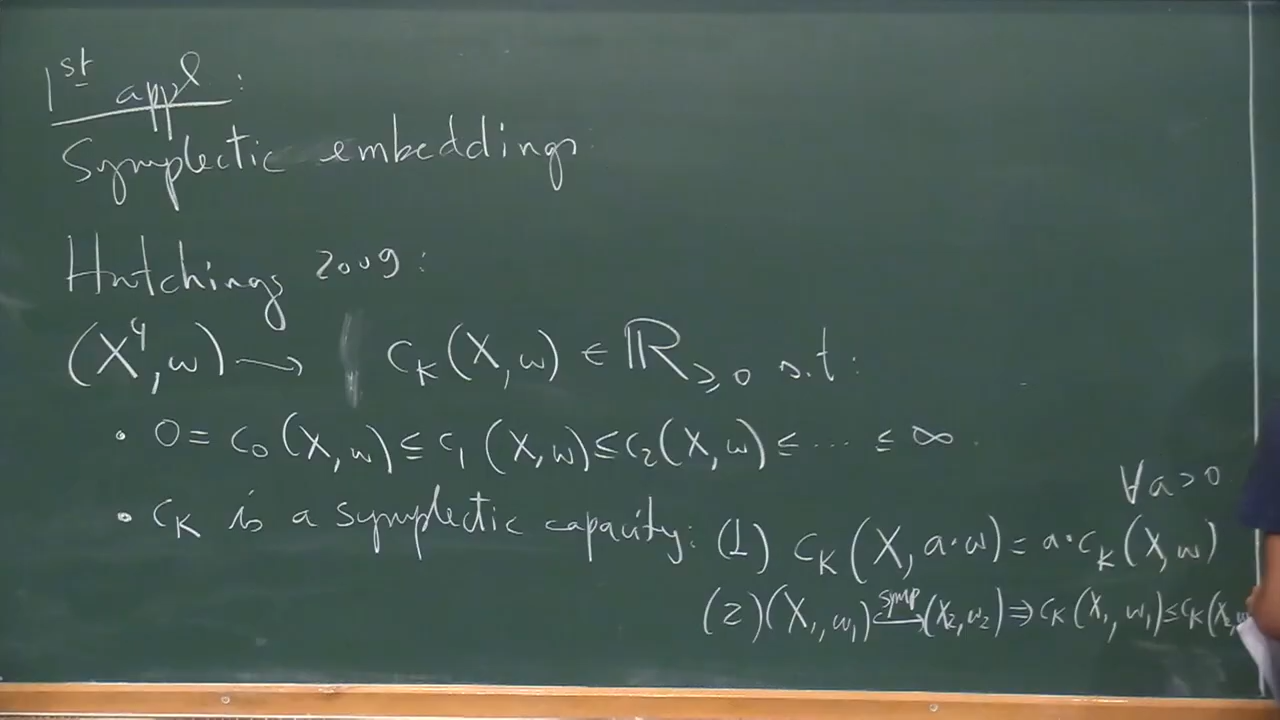 1st appl:
Symplectic embeddings
Hutchings 2009:
(X⁴, ω) → c_K(X, ω) ∈ ℝ_{≥0} s.t:
• 0 = c_0(X, ω) ≤ c_1(X, ω) ≤ c_2(X, ω) ≤ ... ≤ ∞.
∀a>0
• c_K is a symplectic capacity: (1) c_K(X, a·ω) = a·c_K(X, ω)
(2) (X_1, ω_1) symp↪ (X_2, ω_2) ⇒ c_K(X_1, ω_1) ≤ c_K(X_2, ω